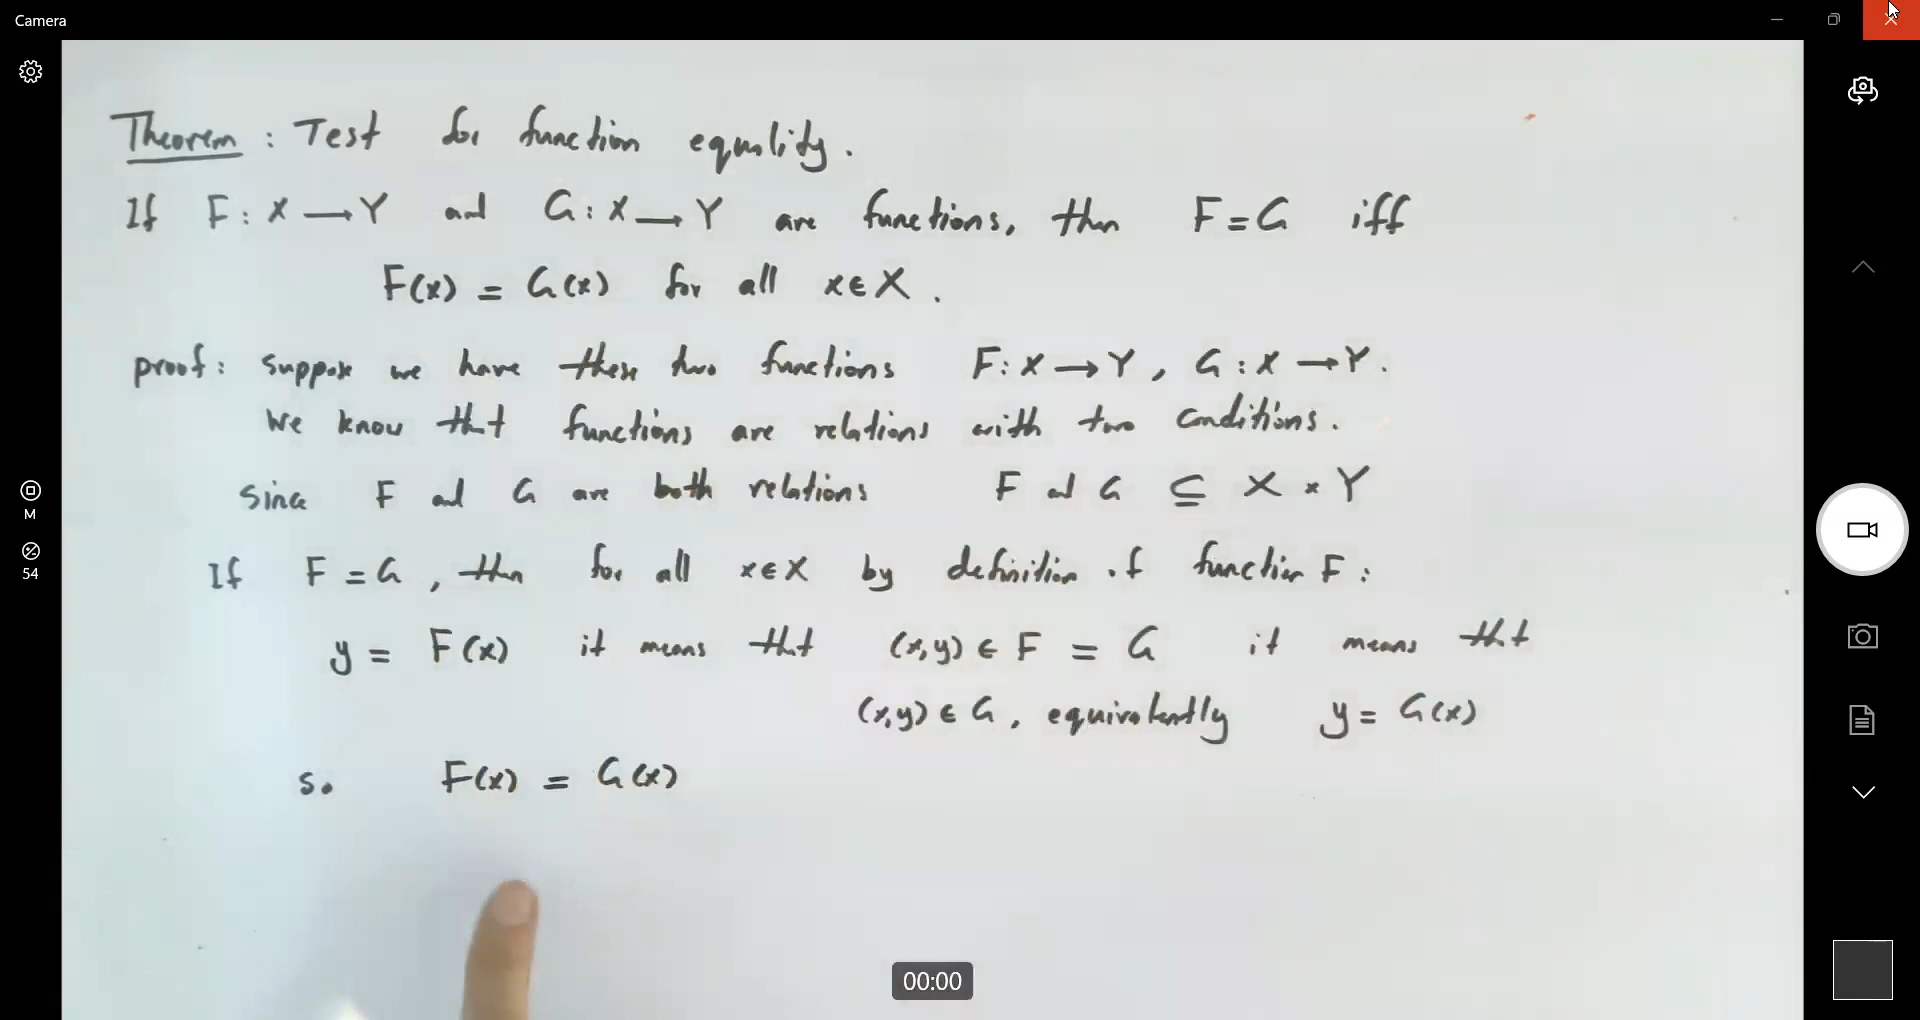 Camera
Theorem : Test for function equality.
If F : X → Y and G : X → Y are functions, then F = G iff
F(x) = G(x) for all x ∈ X .
proof : suppose we have these two functions F : X → Y , G : X → Y .
We know that functions are relations with two conditions .
since F and G are both relations F and G ⊆ X × Y
If F = G , then for all x ∈ X by definition of function F :
y = F(x) it means that (x,y) ∈ F = G it means that
(x,y) ∈ G , equivalently y = G(x)
so F(x) = G(x)
M
54
00:00